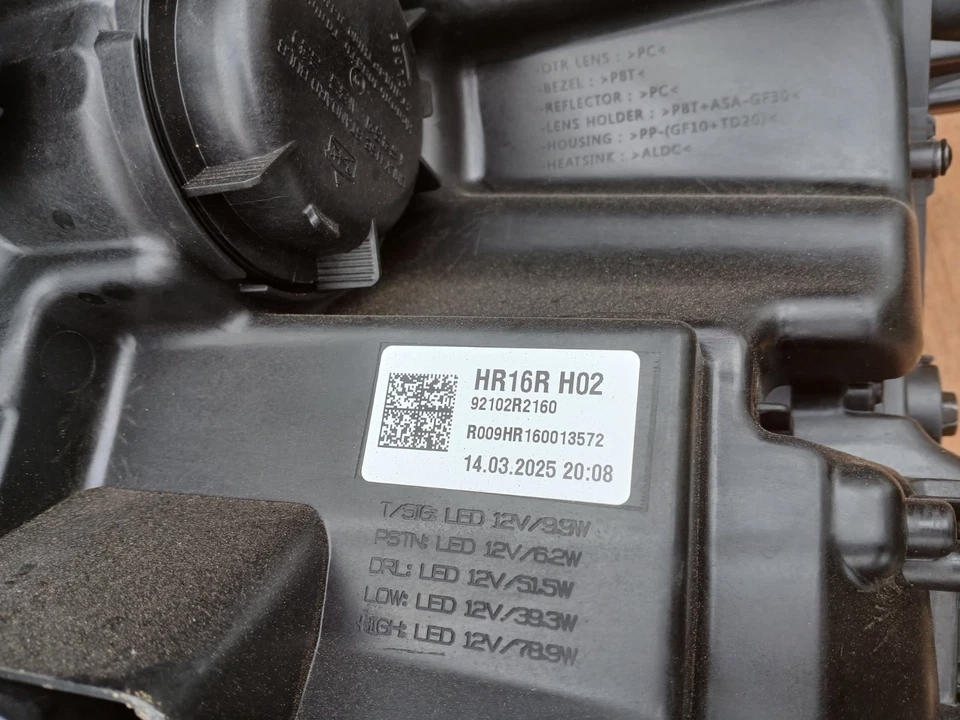 -OTR LENS : >PC<
-BEZEL : >PBT<
-REFLECTOR : >PC<
-LENS HOLDER : >PBT+ASA-GF30<
-HOUSING : >PP-(GF10+TD20)<
-HEATSINK : >ALDC<
HR16R H02
92102R2160
R009HR160013572
14.03.2025 20:08
T/SIG: LED 12V/9.9W
PSTN: LED 12V/6.2W
DRL: LED 12V/51.5W
LOW: LED 12V/39.3W
HIGH: LED 12V/78.9W